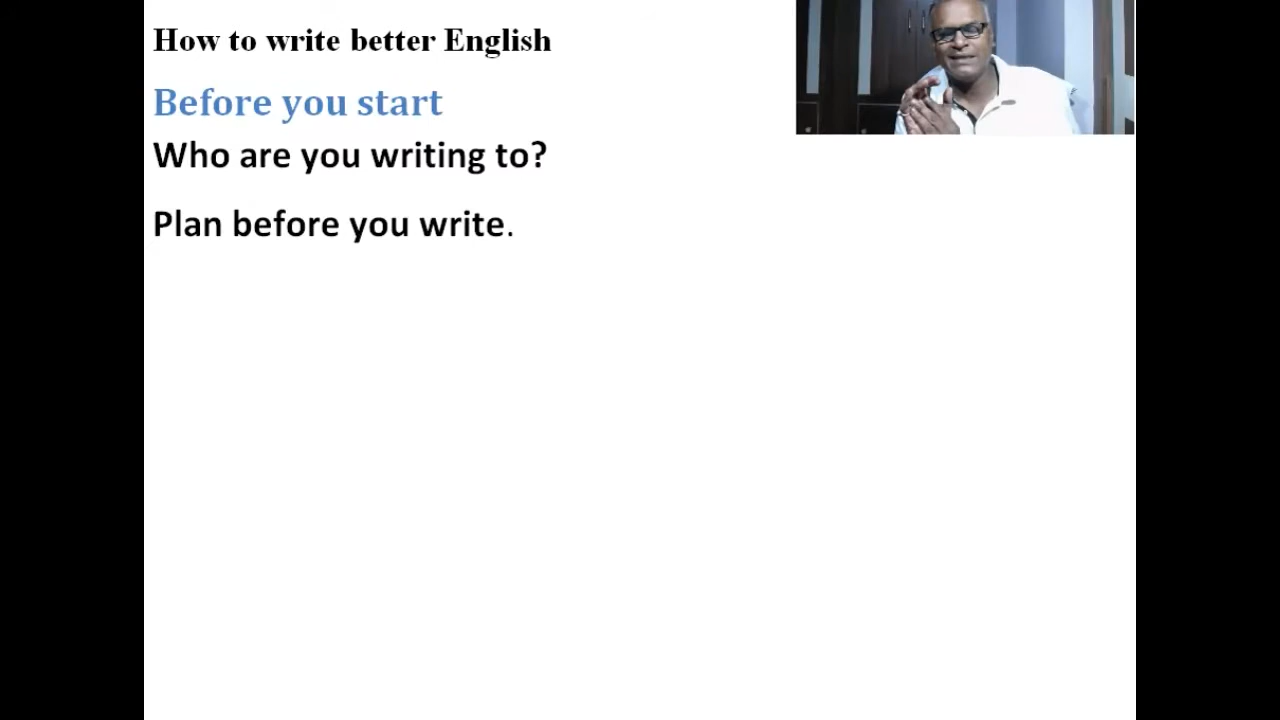 How to write better English
Before you start
Who are you writing to?
Plan before you write.